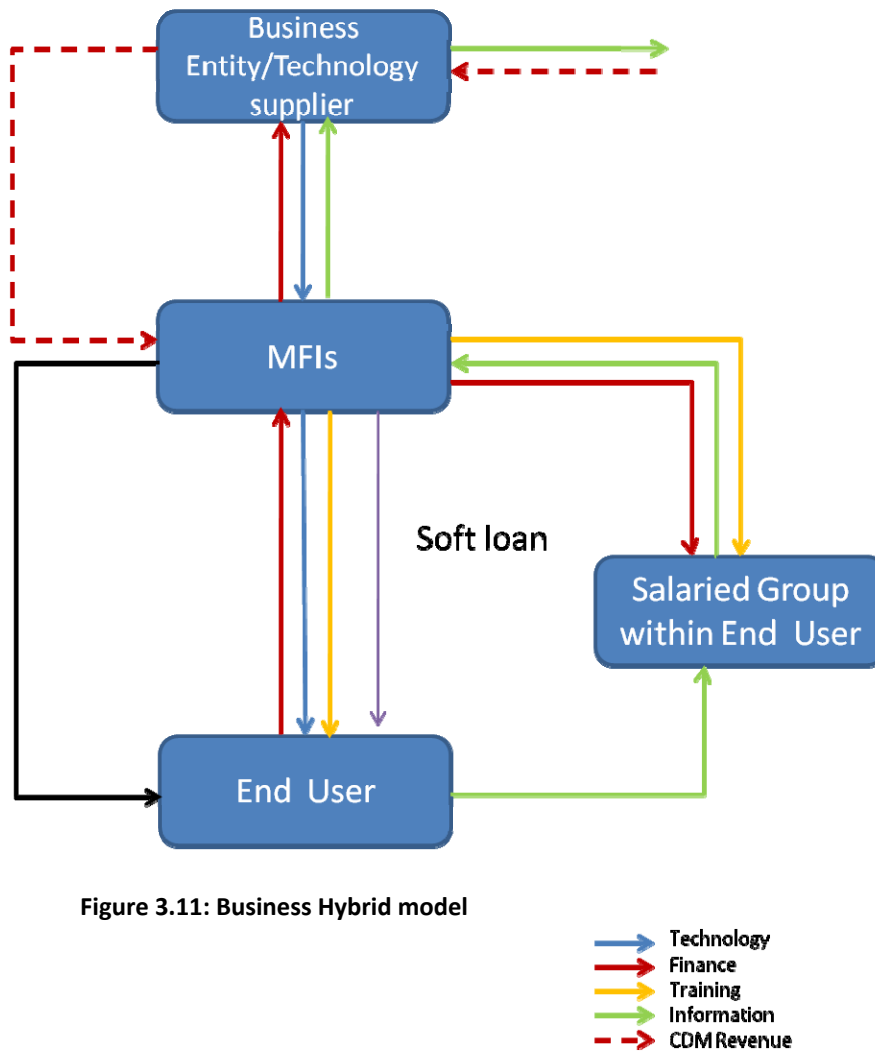 Business
Entity/Technology
supplier
MFIs
Soft loan
Salaried Group
within End User
End User
Figure 3.11: Business Hybrid model
Technology
Finance
Training
Information
CDM Revenue